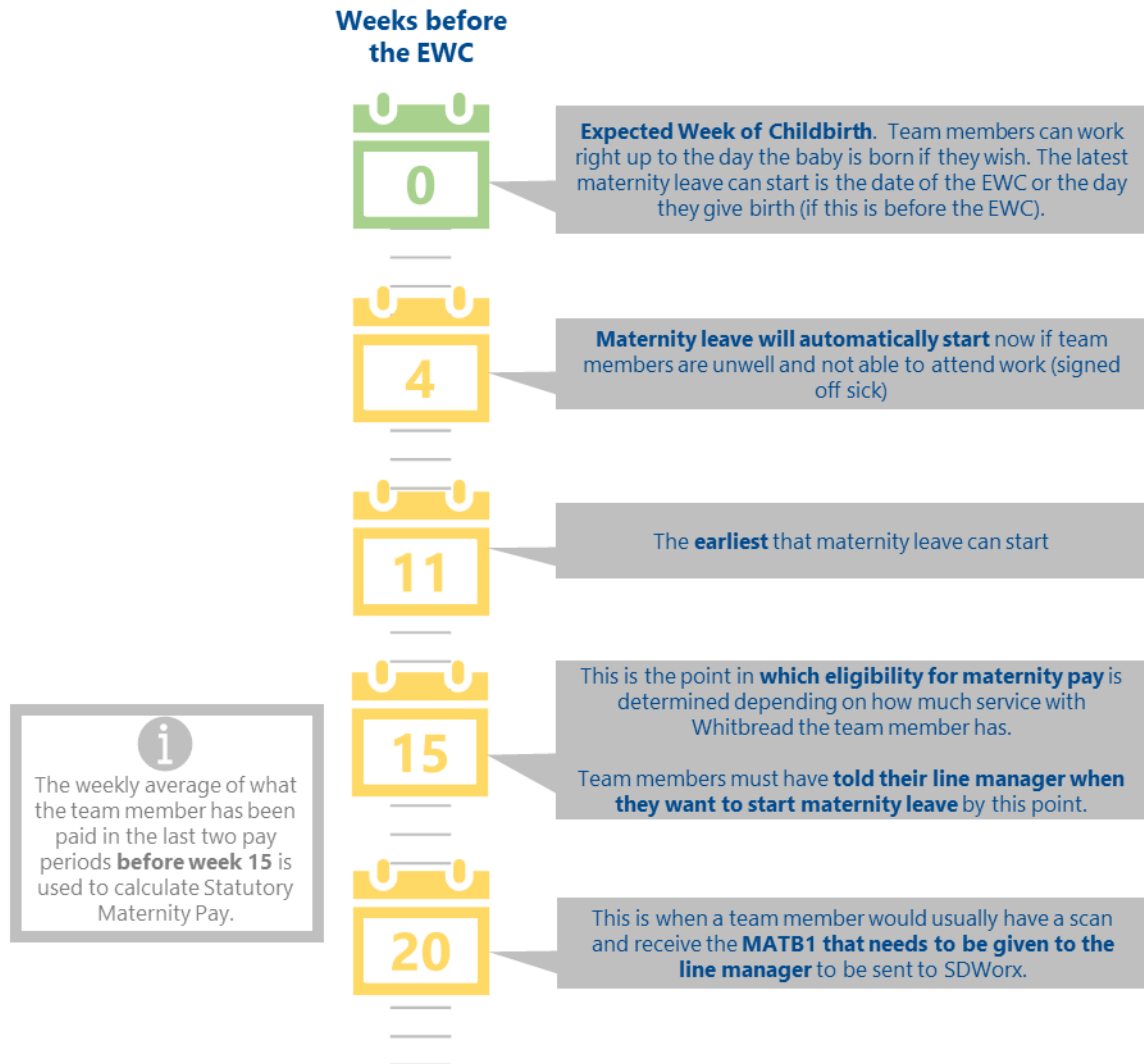 Weeks before
the EWC
0
Expected Week of Childbirth. Team members can work
right up to the day the baby is born if they wish. The latest
maternity leave can start is the date of the EWC or the day
they give birth (if this is before the EWC).
4
Maternity leave will automatically start now if team
members are unwell and not able to attend work (signed
off sick)
11
The earliest that maternity leave can start
15
This is the point in which eligibility for maternity pay is
determined depending on how much service with
Whitbread the team member has.
Team members must have told their line manager when
they want to start maternity leave by this point.
i
The weekly average of what
the team member has been
paid in the last two pay
periods before week 15 is
used to calculate Statutory
Maternity Pay.
20
This is when a team member would usually have a scan
and receive the MATB1 that needs to be given to the
line manager to be sent to SDWorx.